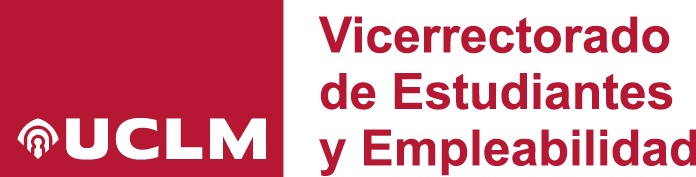 UCLM
Vicerrectorado
de Estudiantes
y Empleabilidad